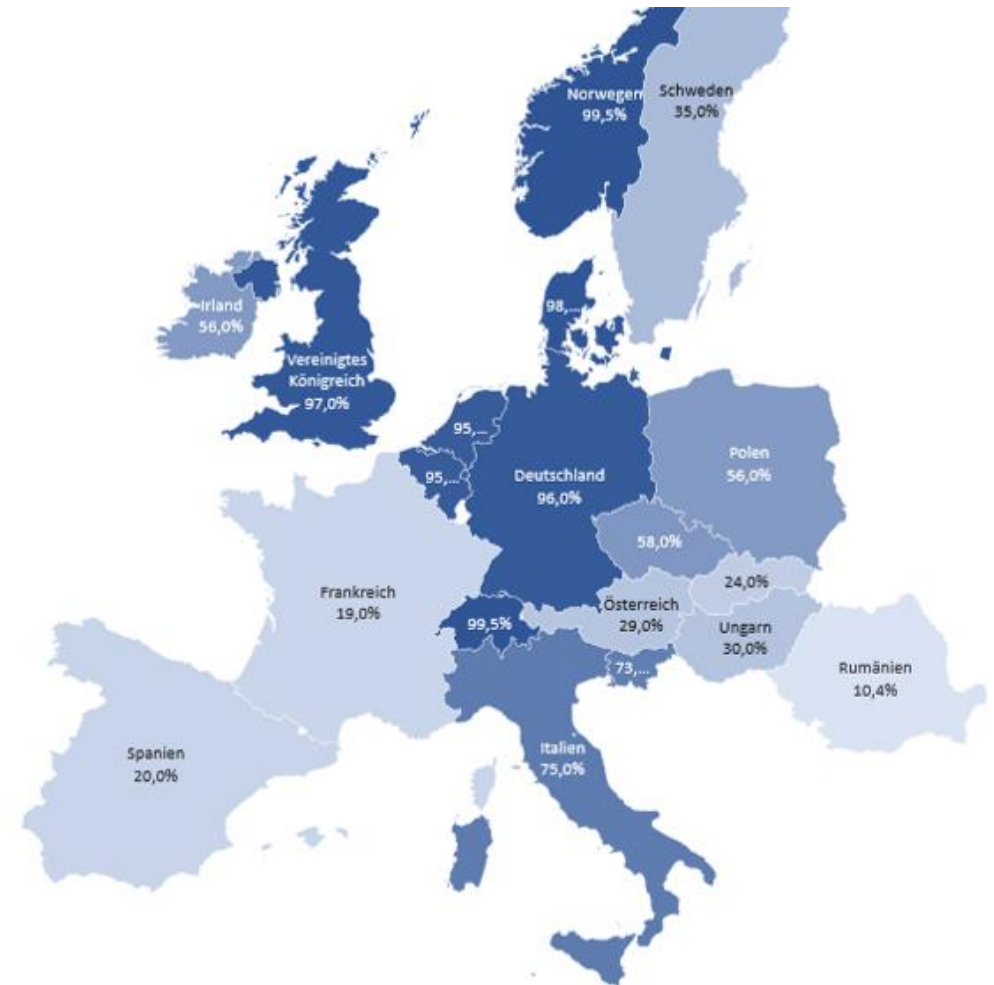 Norwegen
99,5%
Schweden
35,0%
98,...
Irland
56,0%
Vereinigtes
Königreich
97,0%
95,...
95,...
Deutschland
96,0%
Polen
56,0%
58,0%
24,0%
Frankreich
19,0%
99,5%
Österreich
29,0%
Ungarn
30,0%
73,...
Rumänien
10,4%
Spanien
20,0%
Italien
75,0%